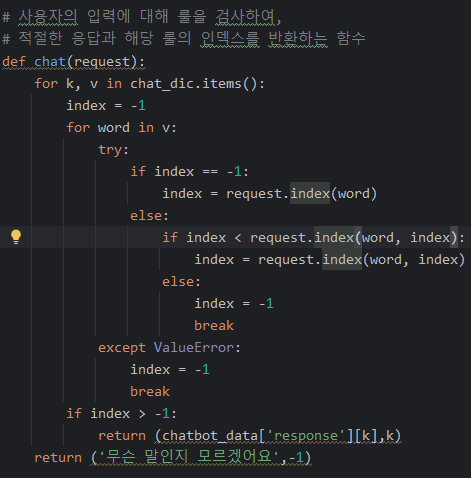 # 사용자의 입력에 대해 룰을 검사하여,
# 적절한 응답과 해당 룰의 인덱스를 반환하는 함수
def chat(request):
    for k, v in chat_dic.items():
        index = -1
        for word in v:
            try:
                if index == -1:
                    index = request.index(word)
                else:
                    if index < request.index(word, index):
                        index = request.index(word, index)
                    else:
                        index = -1
                        break
            except ValueError:
                index = -1
                break
        if index > -1:
            return (chatbot_data['response'][k],k)
    return ('무슨 말인지 모르겠어요',-1)